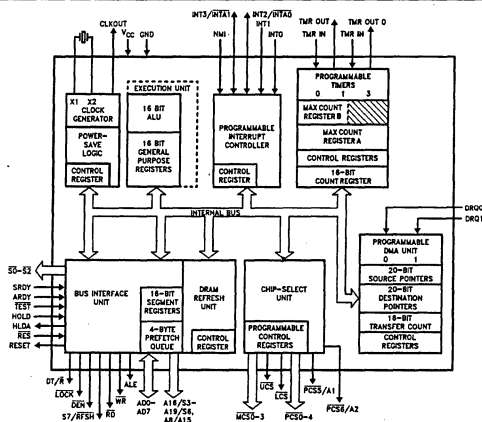 INT3/INTA1
INT2/INTA0
INT1
TMR OUT
TMR OUT 0
CLKOUT
VCC
GND
NMI
INT0
TMR IN
TMR IN
X1 X2
CLOCK
GENERATOR
POWER-
SAVE
LOGIC
CONTROL
REGISTER
EXECUTION UNIT
16 BIT
ALU
16 BIT
GENERAL
PURPOSE
REGISTERS
PROGRAMMABLE
INTERRUPT
CONTROLLER
CONTROL
REGISTER
PROGRAMMABLE
TIMERS
0 1 3
MAX COUNT
REGISTER B
MAX COUNT
REGISTER A
CONTROL REGISTERS
16-BIT
COUNT REGISTER
INTERNAL BUS
DRQ0
DRQ1
PROGRAMMABLE
DMA UNIT
0 1
20-BIT
SOURCE POINTERS
20-BIT
DESTINATION
POINTERS
16-BIT
TRANSFER COUNT
CONTROL
REGISTERS
S0-S2
SRDY
ARDY
TEST
HOLD
HLDA
RES
RESET
BUS INTERFACE
UNIT
16-BIT
SEGMENT
REGISTERS
4-BYTE
PREFETCH
QUEUE
DRAM
REFRESH
UNIT
CONTROL
REGISTER
CHIP-SELECT
UNIT
PROGRAMMABLE
CONTROL
REGISTERS
DT/R
LOCK
DEN
S7/RFSH
RD
WR
ALE
AD0-
AD7
A16/S3-
A19/S6,
A8/A15
UCS
LCS
MCS0-3
PCS0-4
PCS5/A1
PCS6/A2